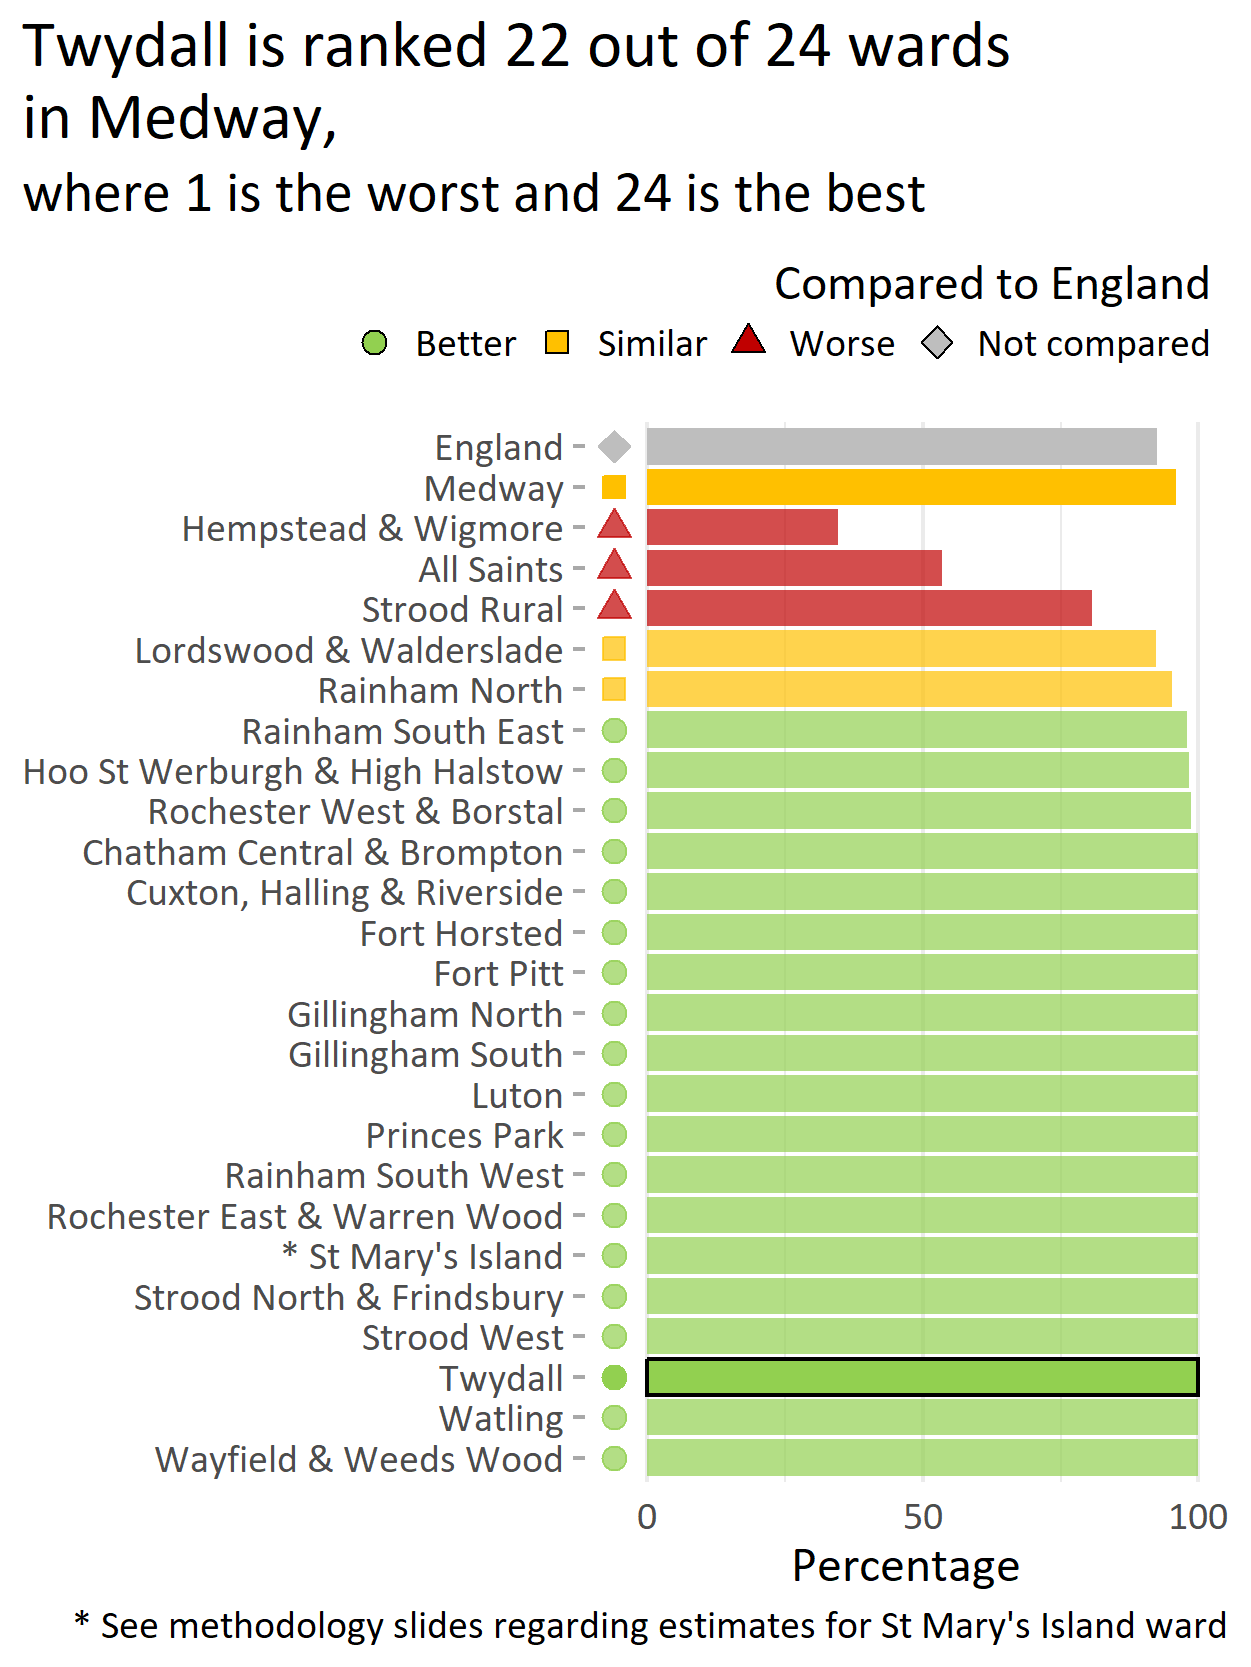 Twydall is ranked 22 out of 24 wards
in Medway,
where 1 is the worst and 24 is the best
Compared to England
Better Similar Worse Not compared
England
Medway
Hempstead & Wigmore
All Saints
Strood Rural
Lordswood & Walderslade
Rainham North
Rainham South East
Hoo St Werburgh & High Halstow
Rochester West & Borstal
Chatham Central & Brompton
Cuxton, Halling & Riverside
Fort Horsted
Fort Pitt
Gillingham North
Gillingham South
Luton
Princes Park
Rainham South West
Rochester East & Warren Wood
* St Mary's Island
Strood North & Frindsbury
Strood West
Twydall
Watling
Wayfield & Weeds Wood
0 50 100
Percentage
* See methodology slides regarding estimates for St Mary's Island ward